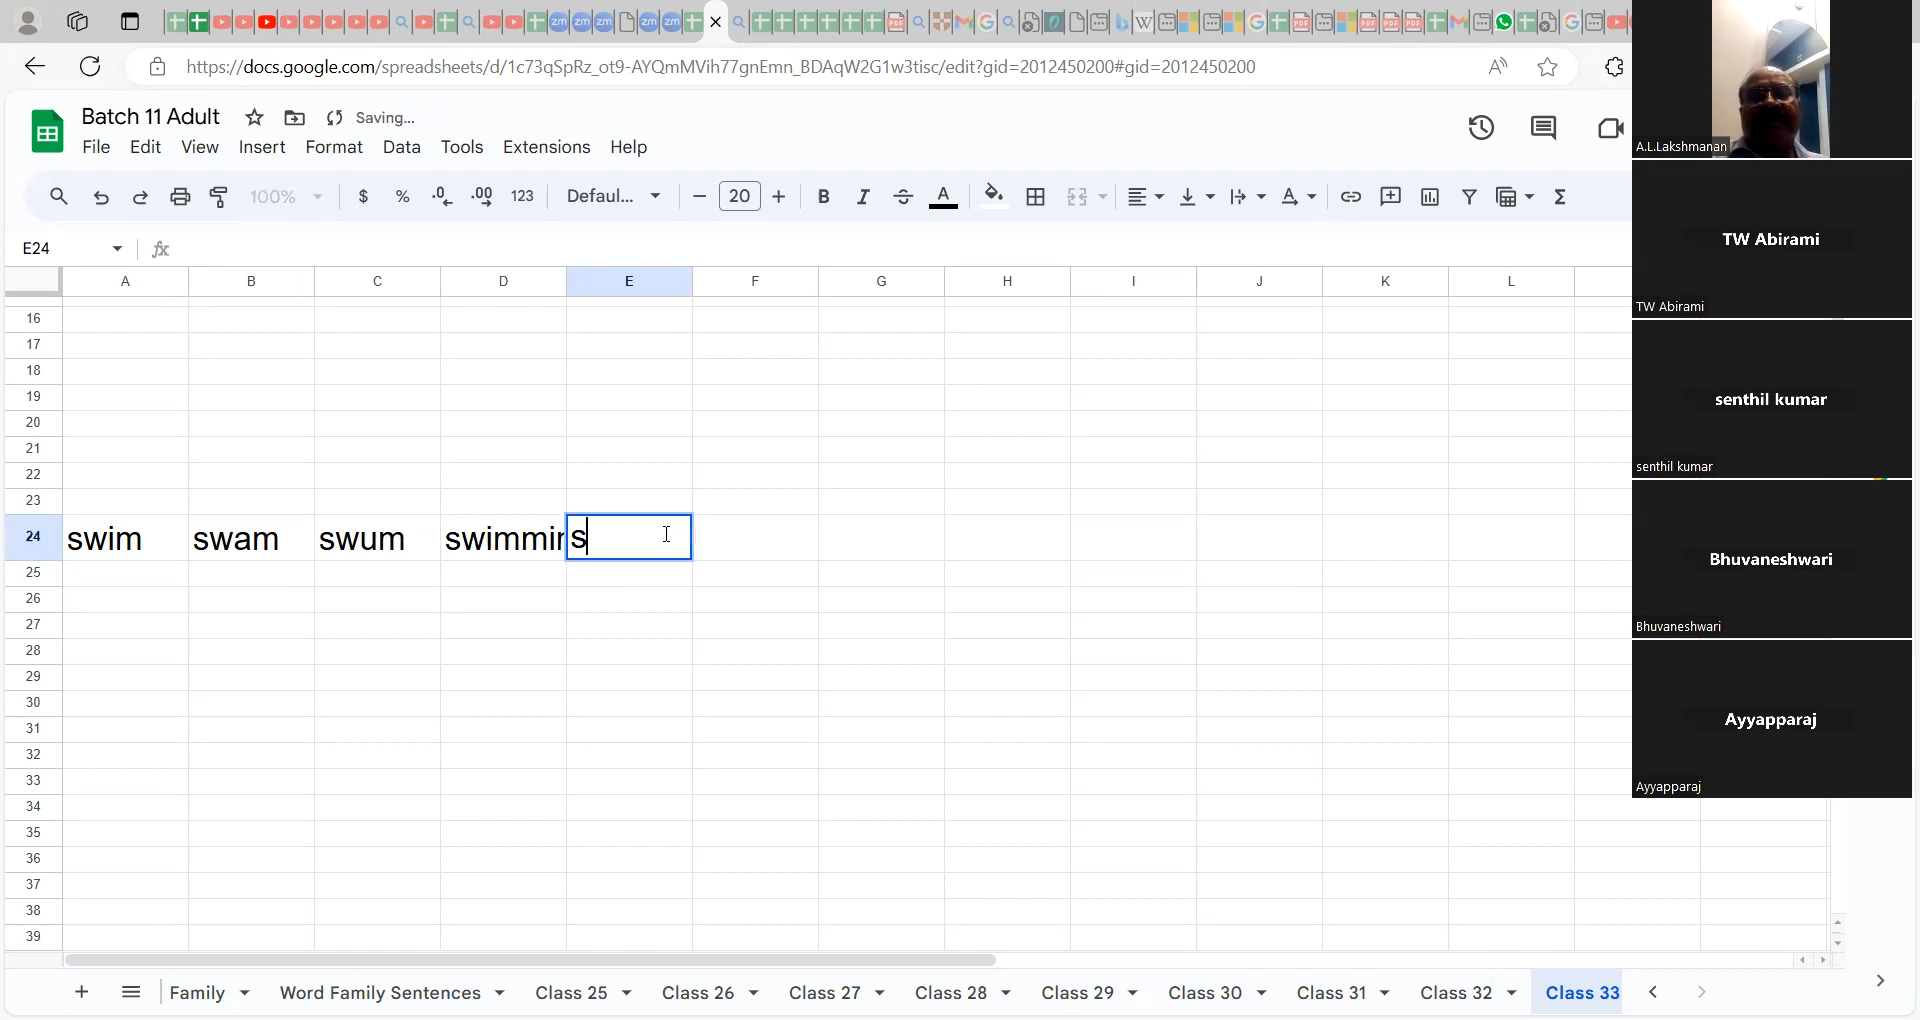 https://docs.google.com/spreadsheets/d/1c73qSpRz_ot9-AYQmMVih77gnEmn_BDAqW2G1w3tisc/edit?gid=2012450200#gid=2012450200
Batch 11 Adult Saving...
File Edit View Insert Format Data Tools Extensions Help
100% $ % .0 .00 123 Defaul... 20 B I A
E24 fx
A B C D E F G H I J K L
16
17
18
19
20
21
22
23
24 swim swam swum swimmin s
25
26
27
28
29
30
31
32
33
34
35
36
37
38
39
Family Word Family Sentences Class 25 Class 26 Class 27 Class 28 Class 29 Class 30 Class 31 Class 32 Class 33
A.L.Lakshmanan
TW Abirami
TW Abirami
senthil kumar
senthil kumar
Bhuvaneshwari
Bhuvaneshwari
Ayyapparaj
Ayyapparaj